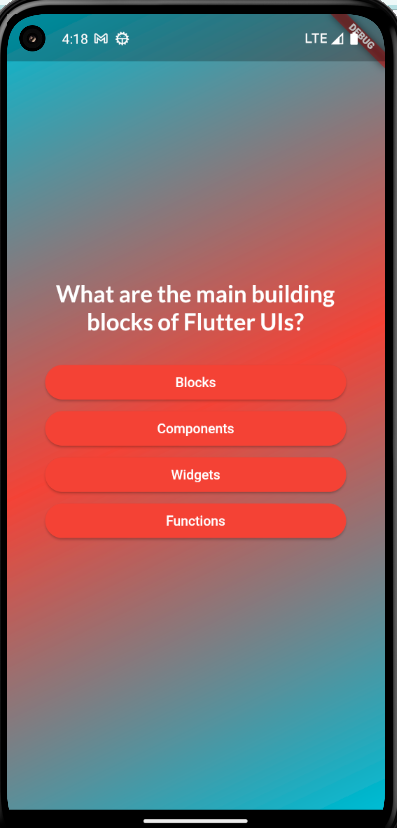 4:18
LTE
DEBUG
What are the main building
blocks of Flutter UIs?
Blocks
Components
Widgets
Functions